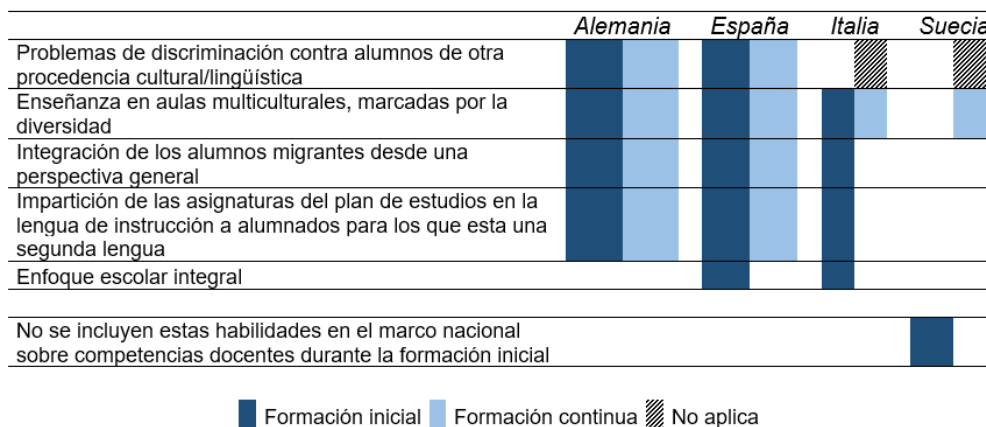 Alemania España Italia Suecia
Problemas de discriminación contra alumnos de otra
procedencia cultural/lingüística
Enseñanza en aulas multiculturales, marcadas por la
diversidad
Integración de los alumnos migrantes desde una
perspectiva general
Impartición de las asignaturas del plan de estudios en la
lengua de instrucción a alumnados para los que esta una
segunda lengua
Enfoque escolar integral
No se incluyen estas habilidades en el marco nacional
sobre competencias docentes durante la formación inicial
Formación inicial Formación continua No aplica